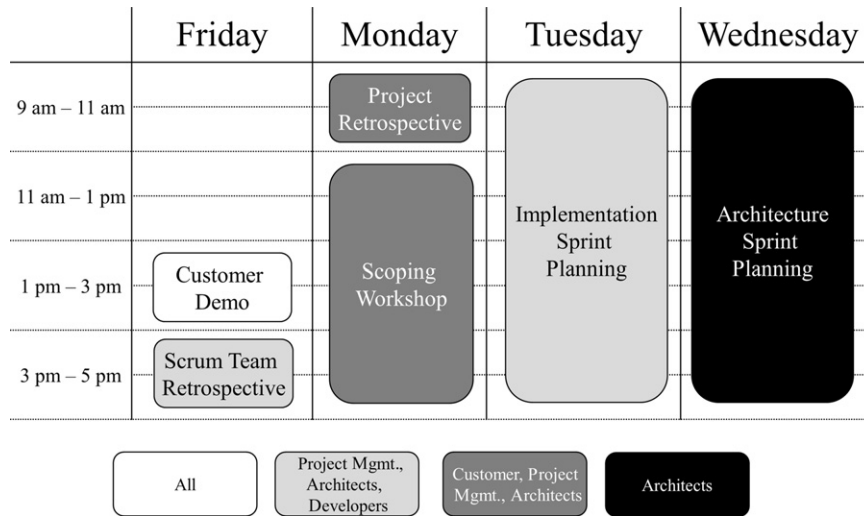 Friday
Monday
Tuesday
Wednesday
9 am – 11 am
Project
Retrospective
11 am – 1 pm
Implementation
Sprint
Planning
Architecture
Sprint
Planning
1 pm – 3 pm
Customer
Demo
Scoping
Workshop
3 pm – 5 pm
Scrum Team
Retrospective
All
Project Mgmt.,
Architects,
Developers
Customer, Project
Mgmt., Architects
Architects